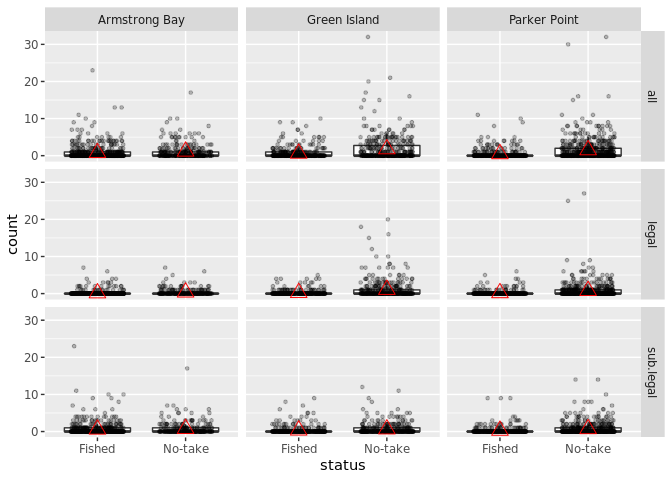 Armstrong Bay Green Island Parker Point
30
20
10
0
all
30
20
10
0
legal
30
20
10
0
sub.legal
count
Fished No-take Fished No-take Fished No-take
status